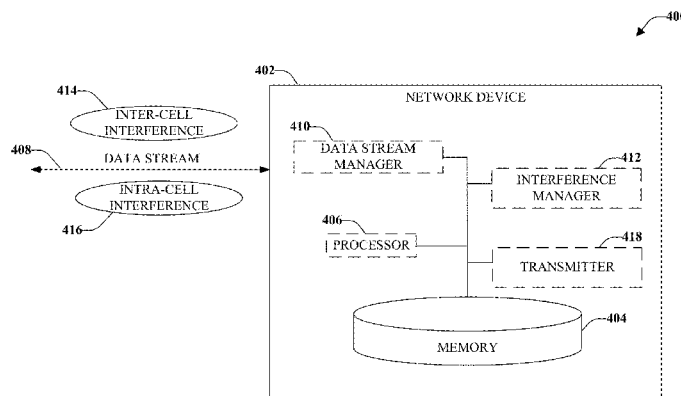 400
402
NETWORK DEVICE
414
INTER-CELL
INTERFERENCE
408
DATA STREAM
INTRA-CELL
INTERFERENCE
416
410
DATA STREAM
MANAGER
412
INTERFERENCE
MANAGER
406
PROCESSOR
418
TRANSMITTER
404
MEMORY